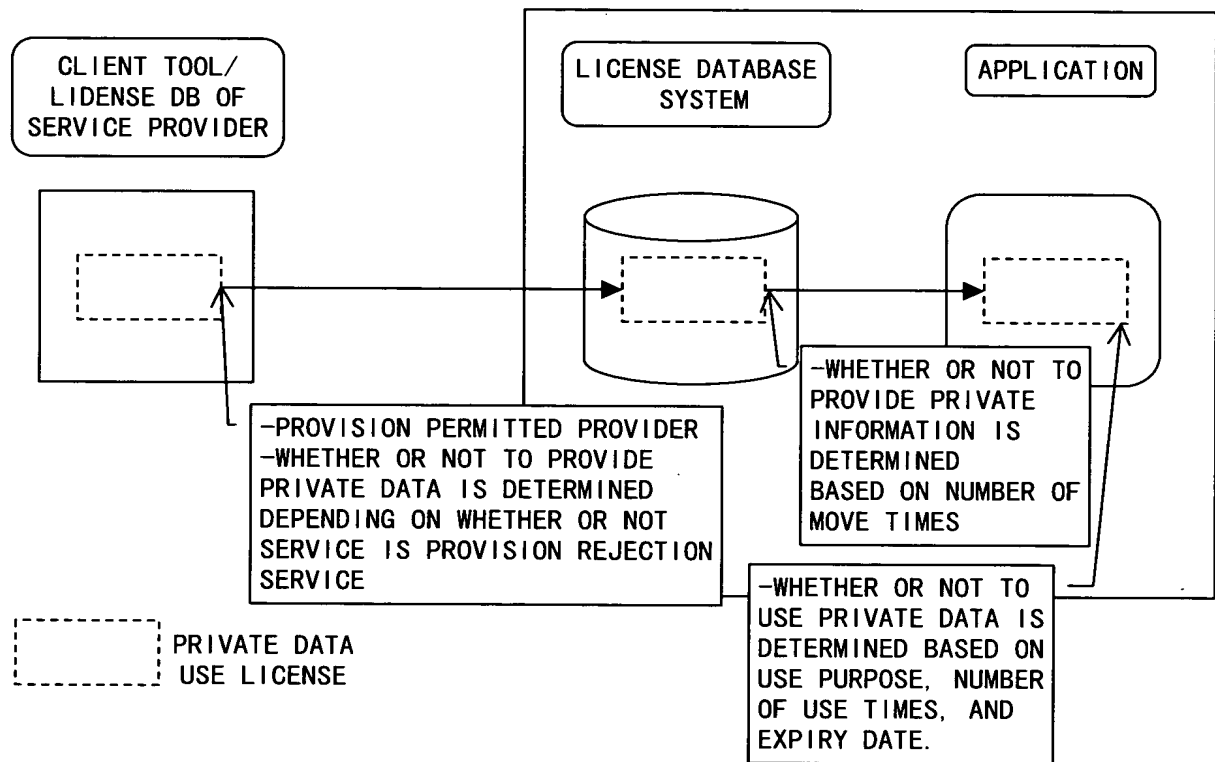 CLIENT TOOL/
LIDENSE DB OF
SERVICE PROVIDER
LICENSE DATABASE
SYSTEM
APPLICATION
-PROVISION PERMITTED PROVIDER
-WHETHER OR NOT TO PROVIDE
PRIVATE DATA IS DETERMINED
DEPENDING ON WHETHER OR NOT
SERVICE IS PROVISION REJECTION
SERVICE
-WHETHER OR NOT TO
PROVIDE PRIVATE
INFORMATION IS
DETERMINED
BASED ON NUMBER OF
MOVE TIMES
-WHETHER OR NOT TO
USE PRIVATE DATA IS
DETERMINED BASED ON
USE PURPOSE, NUMBER
OF USE TIMES, AND
EXPIRY DATE.
PRIVATE DATA
USE LICENSE